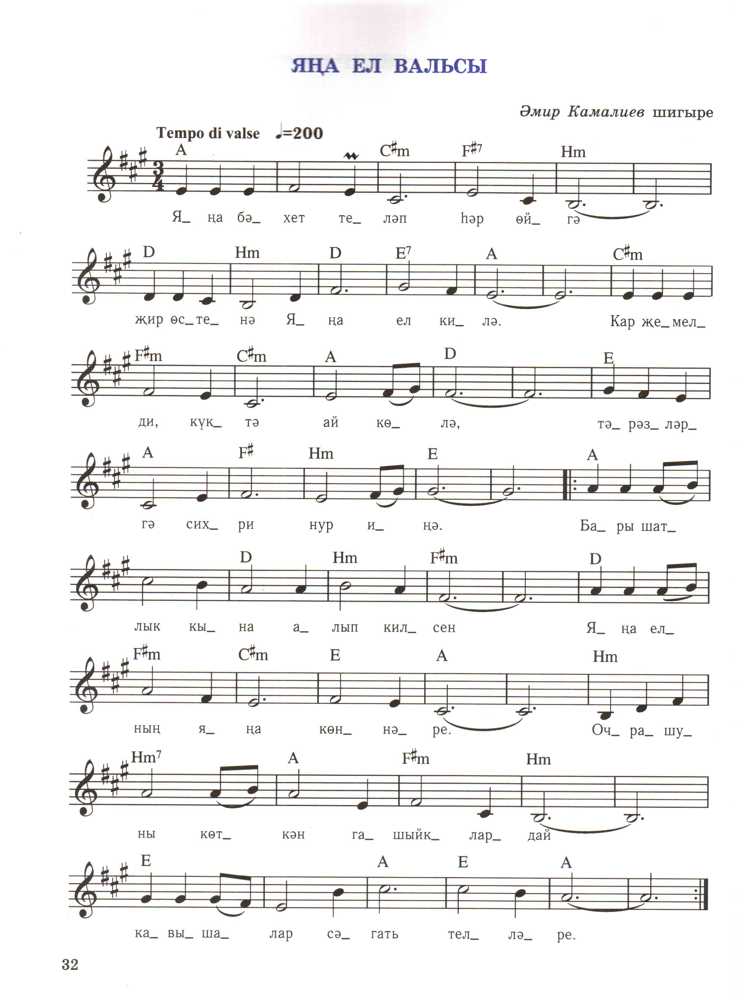 ЯҢА ЕЛ ВАЛЬСЫ
Әмир Камалиев шигыре
Tempo di valse ♩=200
A C♯m F♯7 Hm
3/4
Я_ ңа бә_ хет те_ ләп һәр өй_ гә
D Hm D E7 A C♯m
җир өс_те_ нә Я_ ңа ел ки_ лә. Кар җе_мел_
F♯m C♯m A D E
ди, күк_ тә ай кө_ лә, тә_ рәз_ ләр_
A F♯ Hm E A
гә сих_ ри нур и_ ңә. Ба_ ры шат_
D Hm F♯m D
лык кы_ на а_ лып кил_ сен Я_ ңа ел_
F♯m C♯m E A Hm
ның я_ ңа көн_ нә_ ре. Оч_ ра_ шу_
Hm7 A F♯m Hm
ны көт_ кән га_ шыйк_ лар_ дай
E A E A
ка_ вы_ ша_ лар сә_ гать тел_ лә_ ре.
32